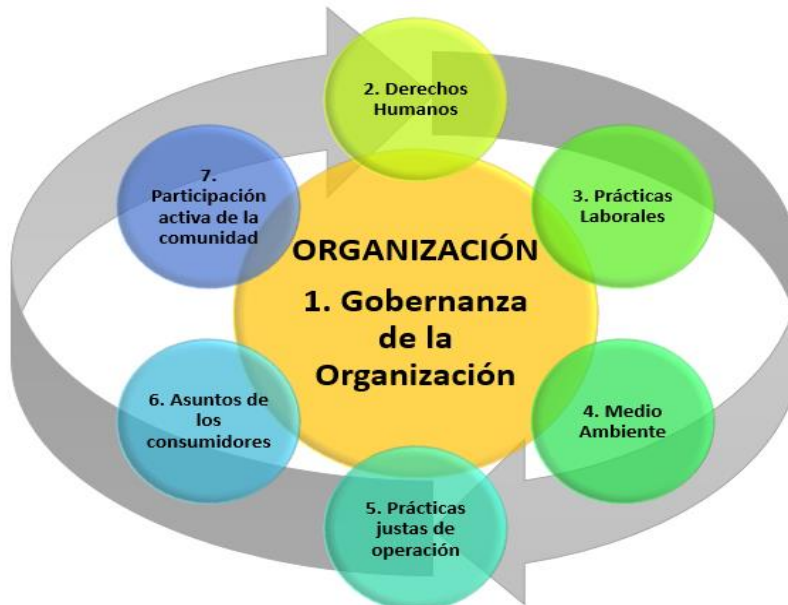 ORGANIZACIÓN
1. Gobernanza
de la
Organización
2. Derechos
Humanos
3. Prácticas
Laborales
4. Medio
Ambiente
5. Prácticas
justas de
operación
6. Asuntos de
los
consumidores
7.
Participación
activa de la
comunidad